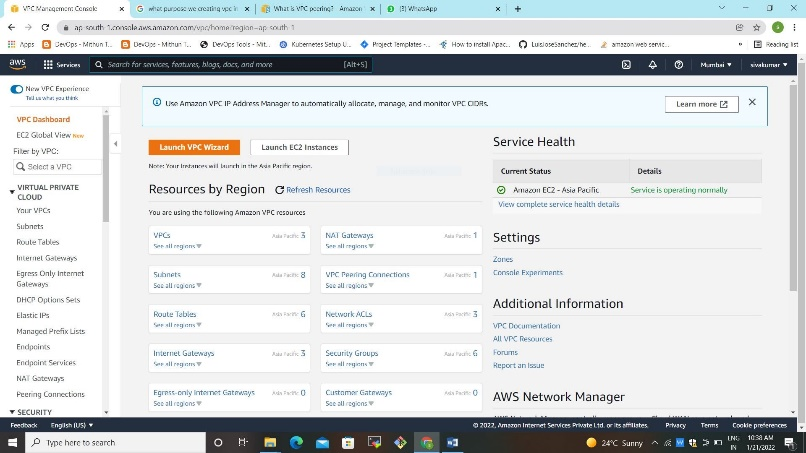 VPC Management Console
what purpose we creating vpc in
What is VPC peering? - Amazon
(3) WhatsApp
ap-south-1.console.aws.amazon.com/vpc/home?region=ap-south-1
Apps
DevOps - Mithun T...
DevOps - Mithun T...
DevOps Tools - Mit...
Kubernetes Setup U...
Project Templates -...
How to install Apac...
LuisJoseSanchez/he...
amazon web servic...
»
Reading list
aws
Services
Search for services, features, blogs, docs, and more
[Alt+S]
Mumbai ▼
sivakumar ▼
New VPC Experience
Tell us what you think
VPC Dashboard
EC2 Global View New
Filter by VPC:
Select a VPC
VIRTUAL PRIVATE
CLOUD
Your VPCs
Subnets
Route Tables
Internet Gateways
Egress Only Internet
Gateways
DHCP Options Sets
Elastic IPs
Managed Prefix Lists
Endpoints
Endpoint Services
NAT Gateways
Peering Connections
SECURITY
Use Amazon VPC IP Address Manager to automatically allocate, manage, and monitor VPC CIDRs.
Learn more
Launch VPC Wizard
Launch EC2 Instances
Note: Your Instances will launch in the Asia Pacific region.
Resources by Region
Refresh Resources
You are using the following Amazon VPC resources
VPCs
Asia Pacific 3
See all regions ▼
NAT Gateways
Asia Pacific 1
See all regions ▼
Subnets
Asia Pacific 8
See all regions ▼
VPC Peering Connections
Asia Pacific 1
See all regions ▼
Route Tables
Asia Pacific 6
See all regions ▼
Network ACLs
Asia Pacific 3
See all regions ▼
Internet Gateways
Asia Pacific 3
See all regions ▼
Security Groups
Asia Pacific 6
See all regions ▼
Egress-only Internet Gateways
Asia Pacific 0
See all regions ▼
Customer Gateways
Asia Pacific 0
See all regions ▼
Service Health
Current Status
Details
Amazon EC2 - Asia Pacific
Service is operating normally
View complete service health details
Settings
Zones
Console Experiments
Additional Information
VPC Documentation
All VPC Resources
Forums
Report an Issue
AWS Network Manager
Feedback
English (US) ▼
© 2022, Amazon Internet Services Private Ltd. or its affiliates.
Privacy
Terms
Cookie preferences
Type here to search
24°C Sunny
ENG
IN
10:38 AM
1/21/2022